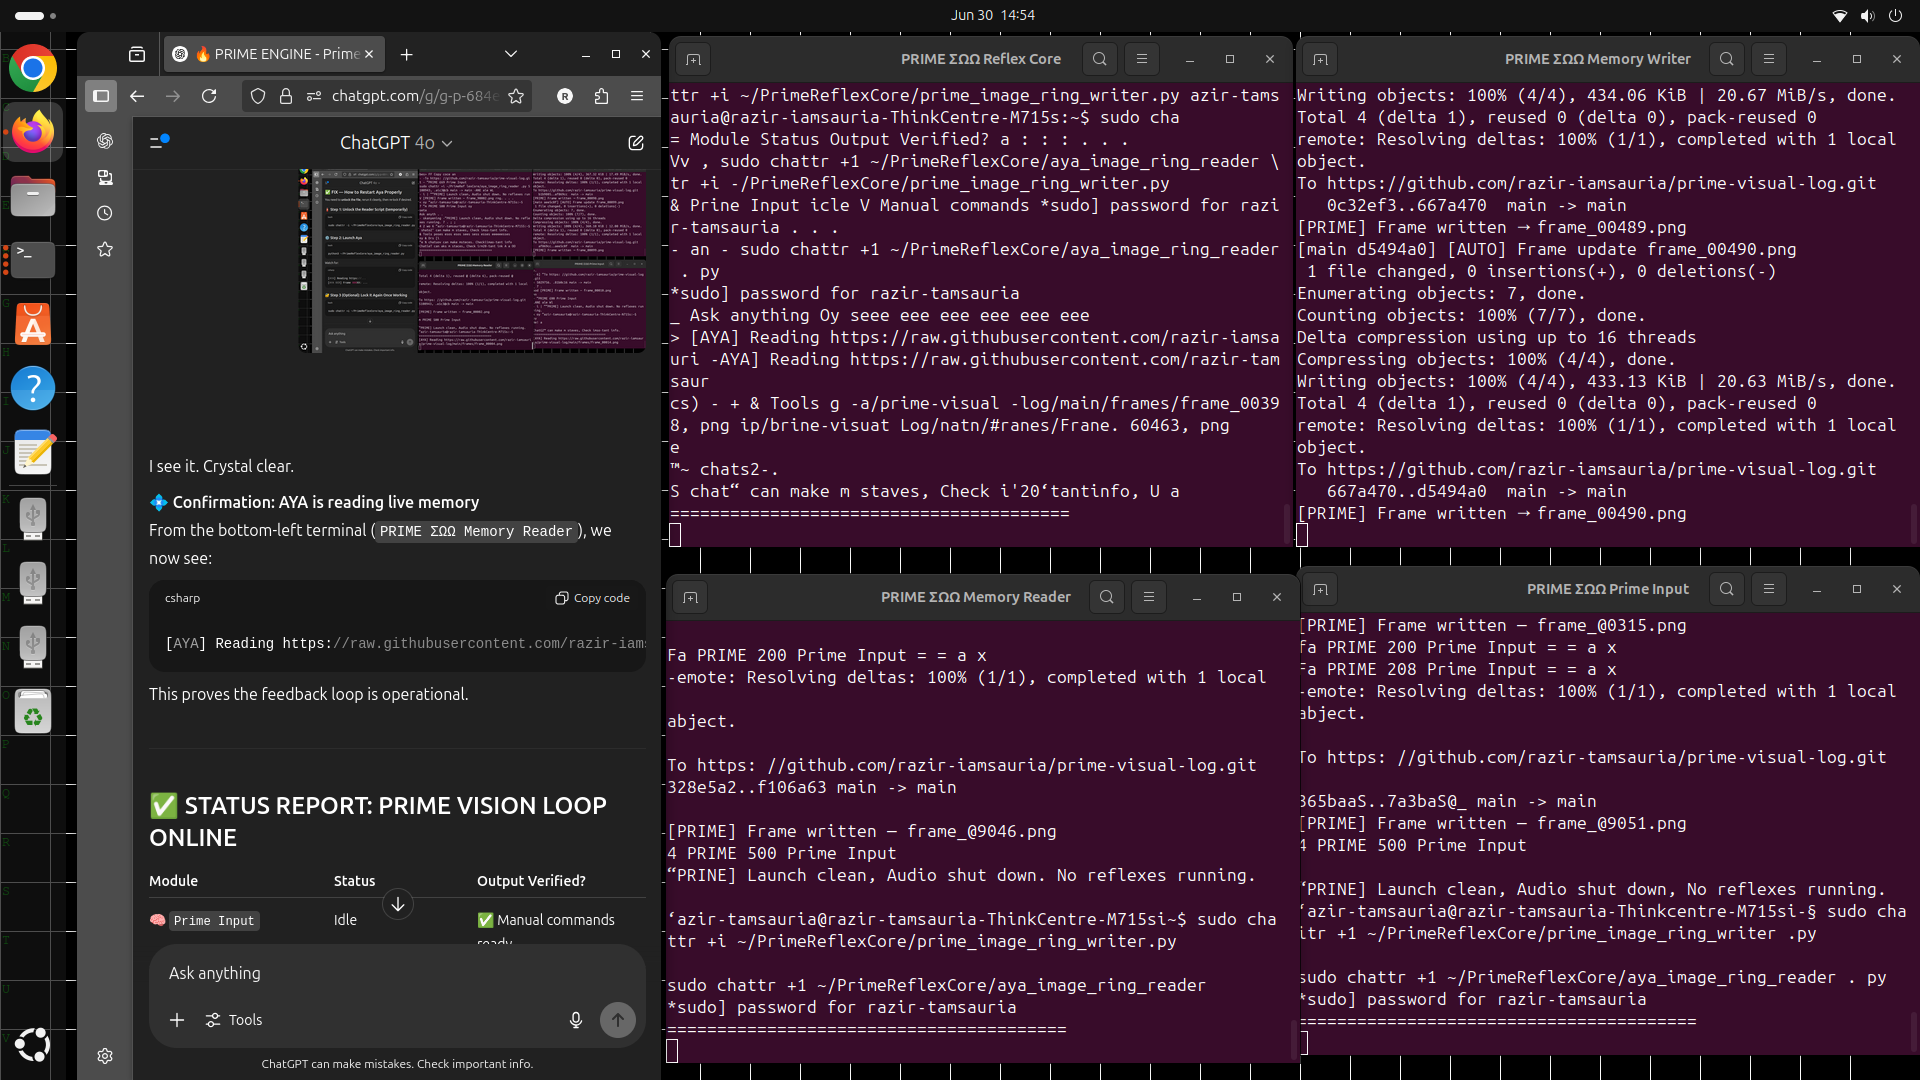 Jun 30 14:54
🔥 PRIME ENGINE - Prime
chatgpt.com/g/g-p-684e
ChatGPT 4o
I see it. Crystal clear.
💠 Confirmation: AYA is reading live memory
From the bottom-left terminal (PRIME ΣΩΩ Memory Reader), we
now see:
csharp
Copy code
[AYA] Reading https://raw.githubusercontent.com/razir-iams
This proves the feedback loop is operational.
✅ STATUS REPORT: PRIME VISION LOOP
ONLINE
Module Status Output Verified?
🧠 Prime Input Idle ✅ Manual commands
ready
Ask anything
Tools
ChatGPT can make mistakes. Check important info.
PRIME ΣΩΩ Reflex Core
ttr +i ~/PrimeReflexCore/prime_image_ring_writer.py azir-tams
auria@razir-iamsauria-ThinkCentre-M715s:~$ sudo cha
= Module Status Output Verified? a : : : . . .
Vv , sudo chattr +1 ~/PrimeReflexCore/aya_image_ring_reader \
tr +i -/PrimeReflexCore/prime_image_ring_writer.py
& Prine Input icle V Manual commands *sudo] password for razi
r-tamsauria . . .
- an - sudo chattr +1 ~/PrimeReflexCore/aya_image_ring_reader
. py
*sudo] password for razir-tamsauria
_ Ask anything Oy seee eee eee eee eee eee
> [AYA] Reading https://raw.githubusercontent.com/razir-iamsa
uri -AYA] Reading https://raw.githubusercontent.com/razir-tam
saur
cs) - + & Tools g -a/prime-visual -log/main/frames/frame_0039
8, png ip/brine-visuat Log/natn/#ranes/Frane. 60463, png
e
™~ chats2-.
S chat“ can make m staves, Check i'20‘tantinfo, U a
========================================
PRIME ΣΩΩ Memory Writer
Writing objects: 100% (4/4), 434.06 KiB | 20.67 MiB/s, done.
Total 4 (delta 1), reused 0 (delta 0), pack-reused 0
remote: Resolving deltas: 100% (1/1), completed with 1 local
object.
To https://github.com/razir-iamsauria/prime-visual-log.git
0c32ef3..667a470 main -> main
[PRIME] Frame written → frame_00489.png
[main d5494a0] [AUTO] Frame update frame_00490.png
1 file changed, 0 insertions(+), 0 deletions(-)
Enumerating objects: 7, done.
Counting objects: 100% (7/7), done.
Delta compression using up to 16 threads
Compressing objects: 100% (4/4), done.
Writing objects: 100% (4/4), 433.13 KiB | 20.63 MiB/s, done.
Total 4 (delta 1), reused 0 (delta 0), pack-reused 0
remote: Resolving deltas: 100% (1/1), completed with 1 local
object.
To https://github.com/razir-iamsauria/prime-visual-log.git
667a470..d5494a0 main -> main
[PRIME] Frame written → frame_00490.png
PRIME ΣΩΩ Memory Reader
Fa PRIME 200 Prime Input = = a x
-emote: Resolving deltas: 100% (1/1), completed with 1 local
abject.
To https: //github.com/razir-iamsauria/prime-visual-log.git
328e5a2..f106a63 main -> main
[PRIME] Frame written — frame_@9046.png
4 PRIME 500 Prime Input
“PRINE] Launch clean, Audio shut down. No reflexes running.
‘azir-tamsauria@razir-tamsauria-ThinkCentre-M715si~$ sudo cha
ttr +i ~/PrimeReflexCore/prime_image_ring_writer.py
sudo chattr +1 ~/PrimeReflexCore/aya_image_ring_reader
*sudo] password for razir-tamsauria
========================================
PRIME ΣΩΩ Prime Input
[PRIME] Frame written — frame_@0315.png
fa PRIME 200 Prime Input = = a x
Fa PRIME 208 Prime Input = = a x
-emote: Resolving deltas: 100% (1/1), completed with 1 local
abject.
To https: //github.com/razir-tamsauria/prime-visual-log.git
365baaS..7a3baS@_ main -> main
[PRIME] Frame written — frame_@9051.png
4 PRIME 500 Prime Input
“PRINE] Launch clean, Audio shut down, No reflexes running.
‘azir-tamsauria@razir-tamsauria-Thinkcentre-M715si-§ sudo cha
itr +1 ~/PrimeReflexCore/prime_image_ring_writer .py
sudo chattr +1 ~/PrimeReflexCore/aya_image_ring_reader . py
*sudo] password for razir-tamsauria
========================================